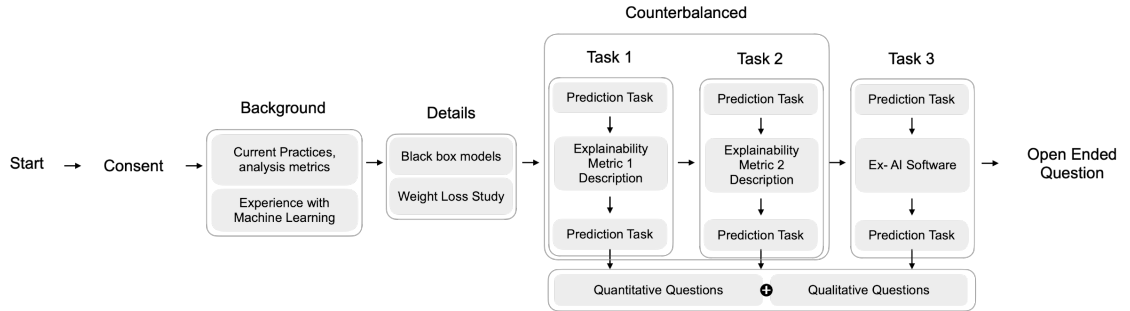 Start
Consent
Background
Current Practices,
analysis metrics
Experience with
Machine Learning
Details
Black box models
Weight Loss Study
Counterbalanced
Task 1
Prediction Task
Explainability
Metric 1
Description
Prediction Task
Task 2
Prediction Task
Explainability
Metric 2
Description
Prediction Task
Task 3
Prediction Task
Ex- AI Software
Prediction Task
Quantitative Questions
Qualitative Questions
Open Ended
Question